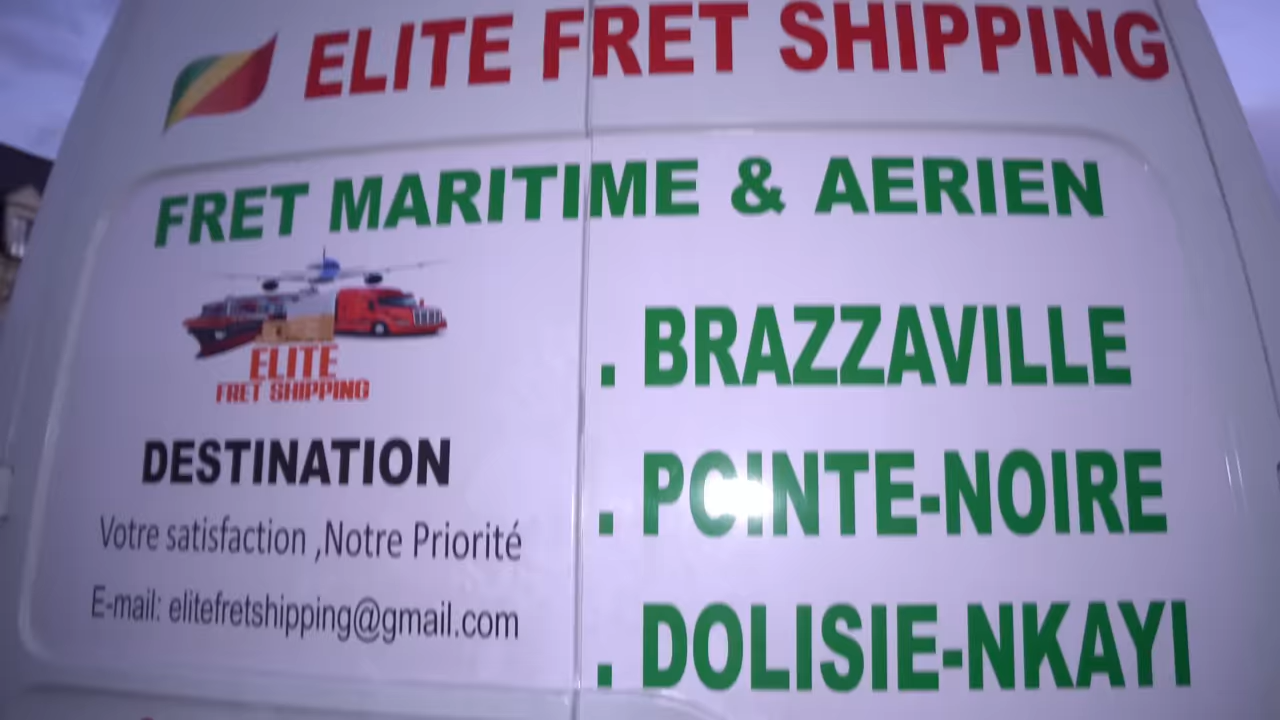 ELITE FRET SHIPPING
FRET MARITIME & AERIEN
ELITE
FRET SHIPPING
DESTINATION
Votre satisfaction ,Notre Priorité
E-mail: elitefretshipping@gmail.com
. BRAZZAVILLE
. POINTE-NOIRE
. DOLISIE-NKAYI